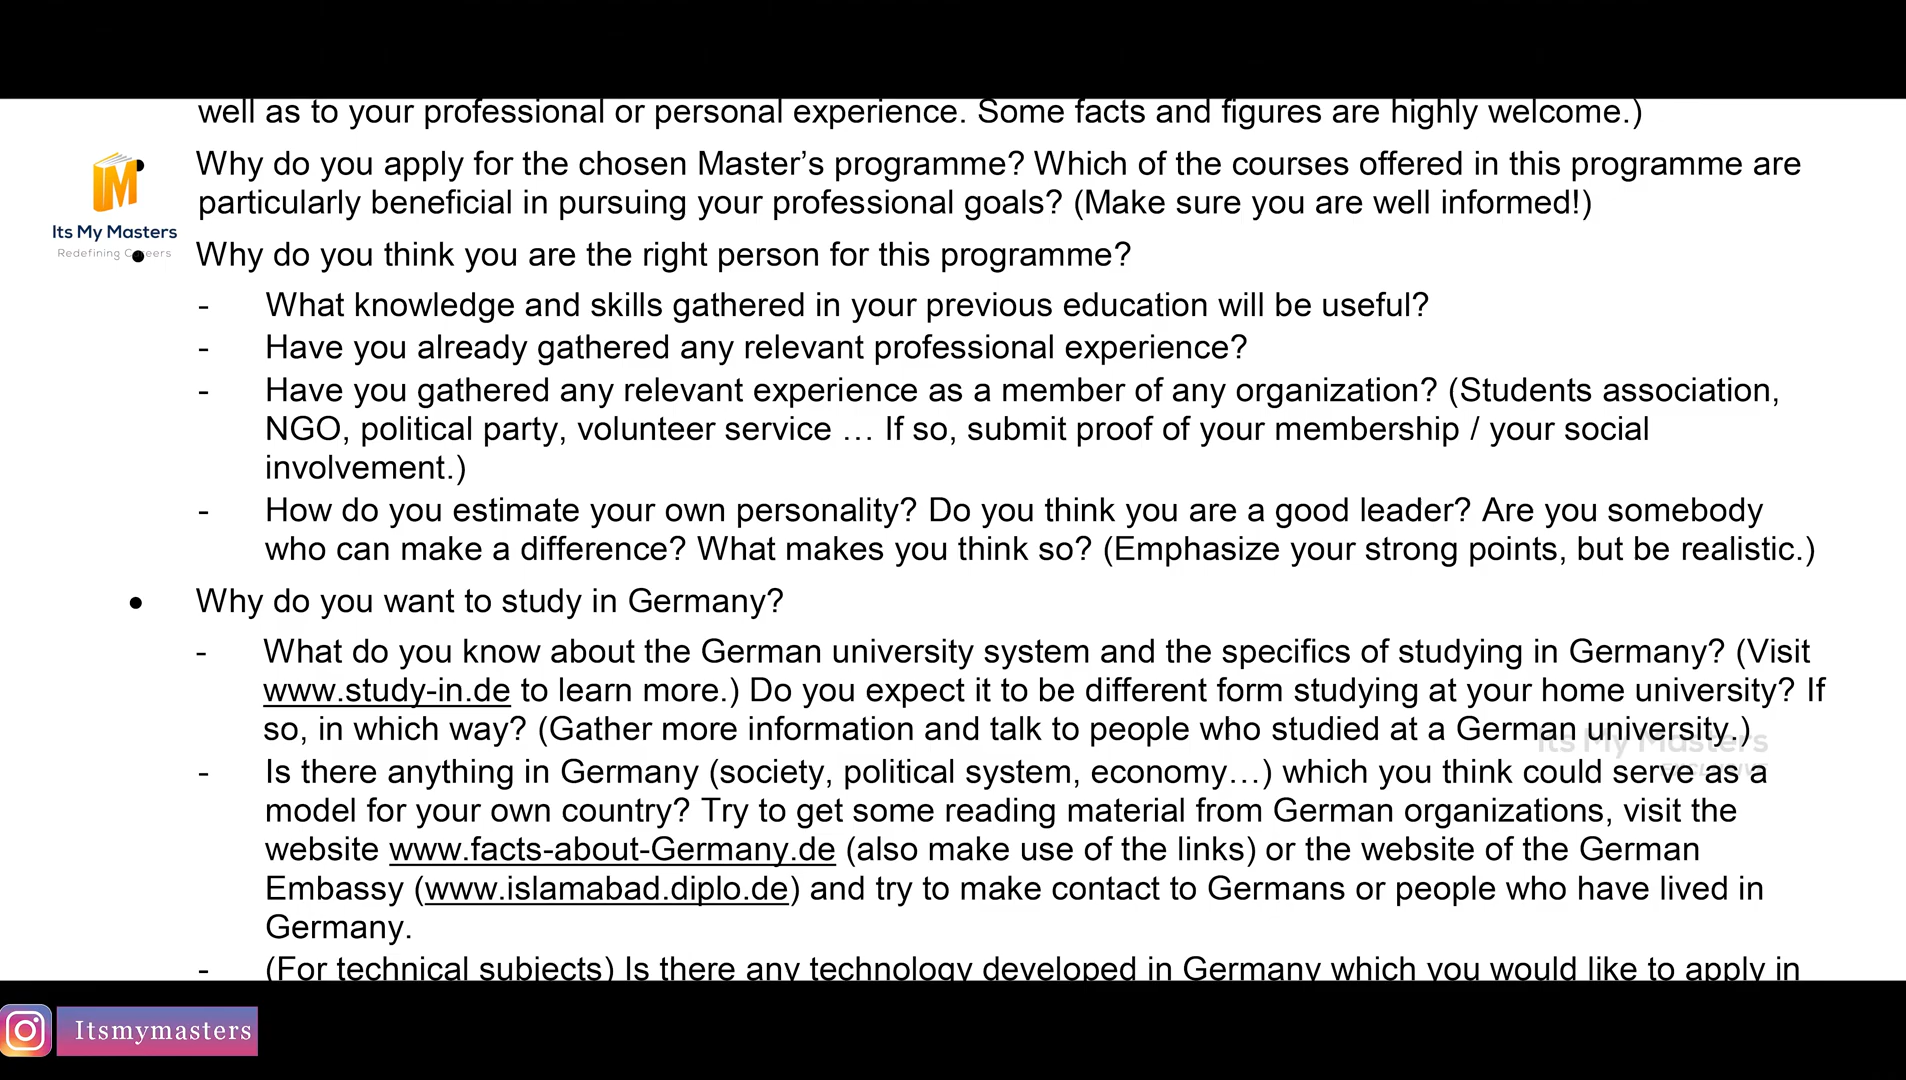 well as to your professional or personal experience. Some facts and figures are highly welcome.)
Its My Masters
Redefining Careers
• Why do you apply for the chosen Master’s programme? Which of the courses offered in this programme are
particularly beneficial in pursuing your professional goals? (Make sure you are well informed!)
• Why do you think you are the right person for this programme?
- What knowledge and skills gathered in your previous education will be useful?
- Have you already gathered any relevant professional experience?
- Have you gathered any relevant experience as a member of any organization? (Students association,
NGO, political party, volunteer service … If so, submit proof of your membership / your social
involvement.)
- How do you estimate your own personality? Do you think you are a good leader? Are you somebody
who can make a difference? What makes you think so? (Emphasize your strong points, but be realistic.)
• Why do you want to study in Germany?
- What do you know about the German university system and the specifics of studying in Germany? (Visit
www.study-in.de to learn more.) Do you expect it to be different form studying at your home university? If
so, in which way? (Gather more information and talk to people who studied at a German university.)
Its My Masters
EXCLUSIVE
- Is there anything in Germany (society, political system, economy…) which you think could serve as a
model for your own country? Try to get some reading material from German organizations, visit the
website www.facts-about-Germany.de (also make use of the links) or the website of the German
Embassy (www.islamabad.diplo.de) and try to make contact to Germans or people who have lived in
Germany.
- (For technical subjects) Is there any technology developed in Germany which you would like to apply in
Itsmymasters